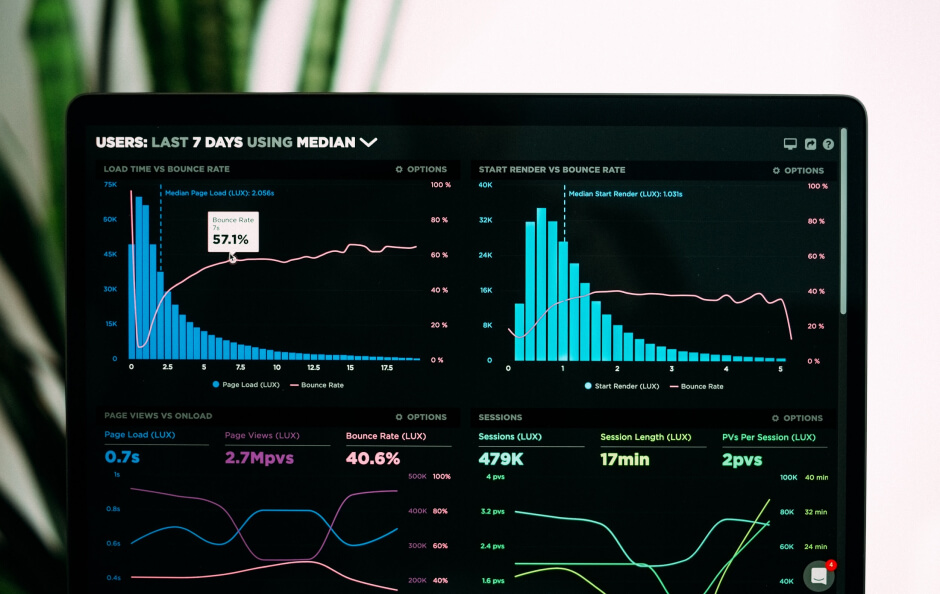 USERS: LAST 7 DAYS USING MEDIAN
LOAD TIME VS BOUNCE RATE
OPTIONS
75K
60K
45K
30K
15K
0
100 %
80 %
60 %
40 %
20 %
0 %
Median Page Load (LUX): 2.056s
Bounce Rate
7s
57.1%
0 2.5 5 7.5 10 12.5 15 17.5
Page Load (LUX) Bounce Rate
START RENDER VS BOUNCE RATE
OPTIONS
40K
32K
24K
16K
8K
0
100 %
80 %
60 %
40 %
20 %
0 %
Median Start Render (LUX): 1.031s
0 1 2 3 4 5
Start Render (LUX) Bounce Rate
PAGE VIEWS VS ONLOAD
OPTIONS
Page Load (LUX)
0.7s
Page Views (LUX)
2.7Mpvs
Bounce Rate (LUX)
40.6%
1s
0.8s
0.6s
0.4s
500K 100%
400K 80%
300K 60%
200K 40%
SESSIONS
OPTIONS
Sessions (LUX)
479K
Session Length (LUX)
17min
PVs Per Session (LUX)
2pvs
4 pvs
3.2 pvs
2.4 pvs
1.6 pvs
100K 40 min
80K 32 min
60K 24 min
40K
4